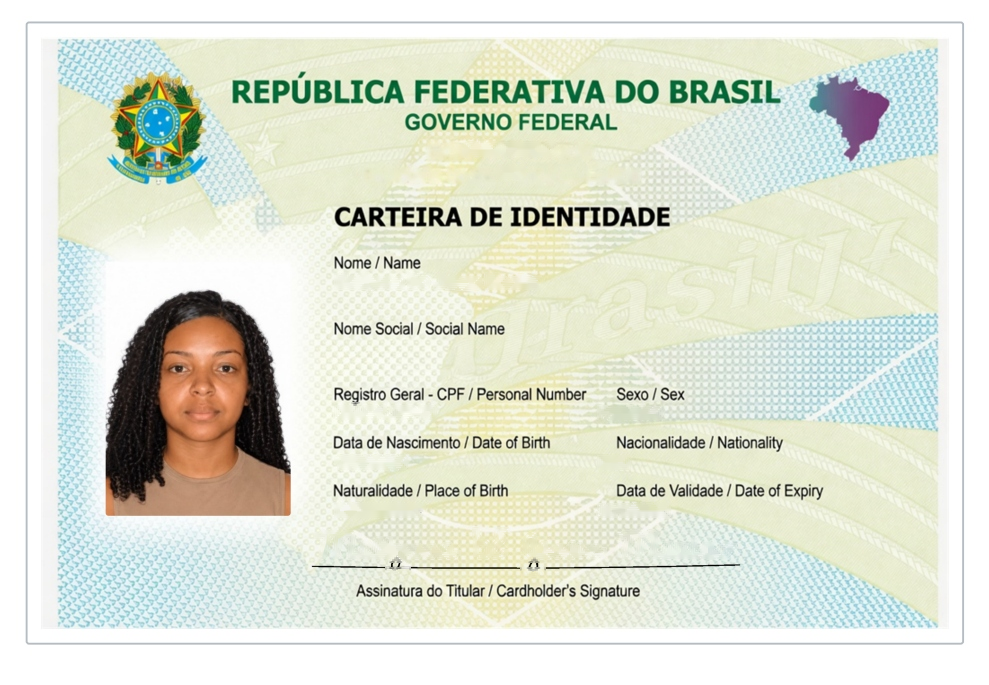 REPÚBLICA FEDERATIVA DO BRASIL
GOVERNO FEDERAL
CARTEIRA DE IDENTIDADE
Nome / Name
Nome Social / Social Name
Registro Geral - CPF / Personal Number Sexo / Sex
Data de Nascimento / Date of Birth Nacionalidade / Nationality
Naturalidade / Place of Birth Data de Validade / Date of Expiry
Assinatura do Titular / Cardholder's Signature